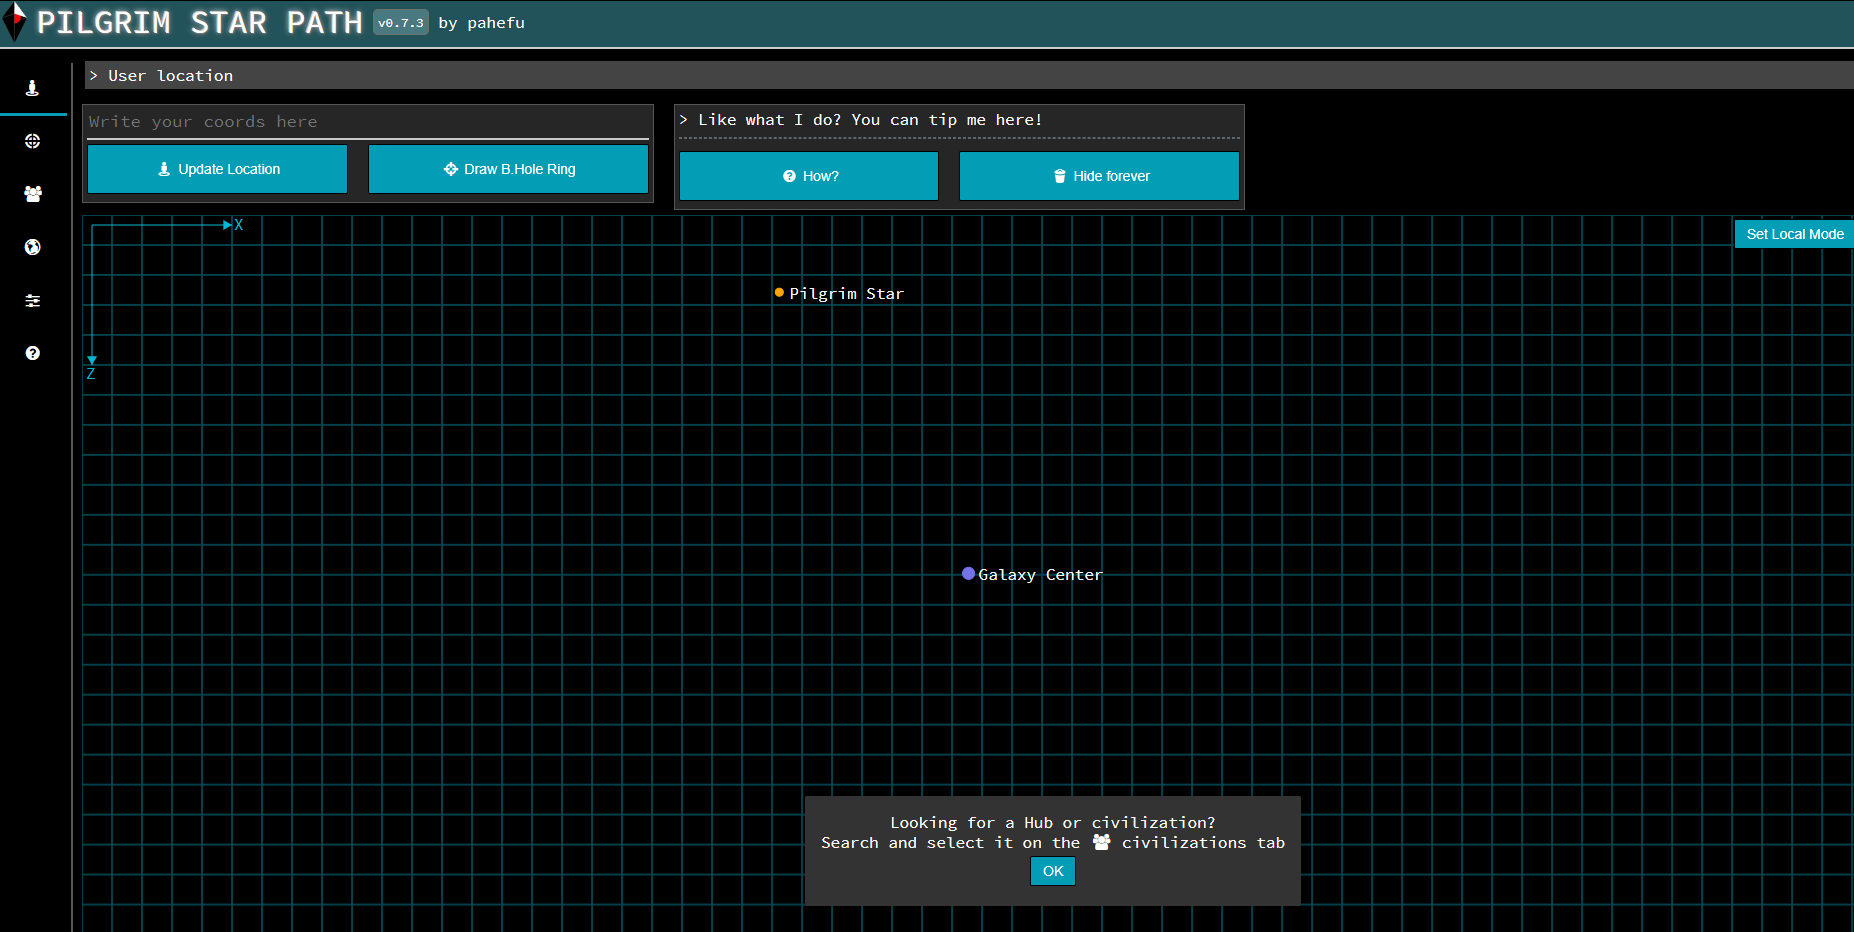 PILGRIM STAR PATH v0.7.3 by pahefu
> User location
Write your coords here
Update Location
Draw B.Hole Ring
> Like what I do? You can tip me here!
How?
Hide forever
X
Set Local Mode
Pilgrim Star
Z
Galaxy Center
Looking for a Hub or civilization?
Search and select it on the civilizations tab
OK